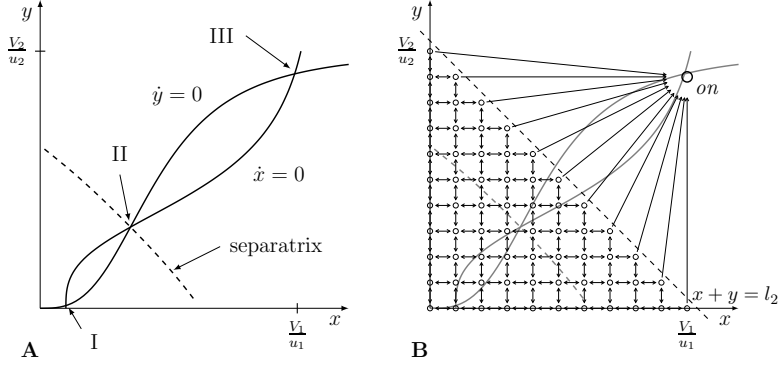 y
V₂/u₂
III
ẏ = 0
II
ẋ = 0
separatrix
I
V₁/u₁
x
A
y
V₂/u₂
on
x + y = l₂
V₁/u₁
x
B